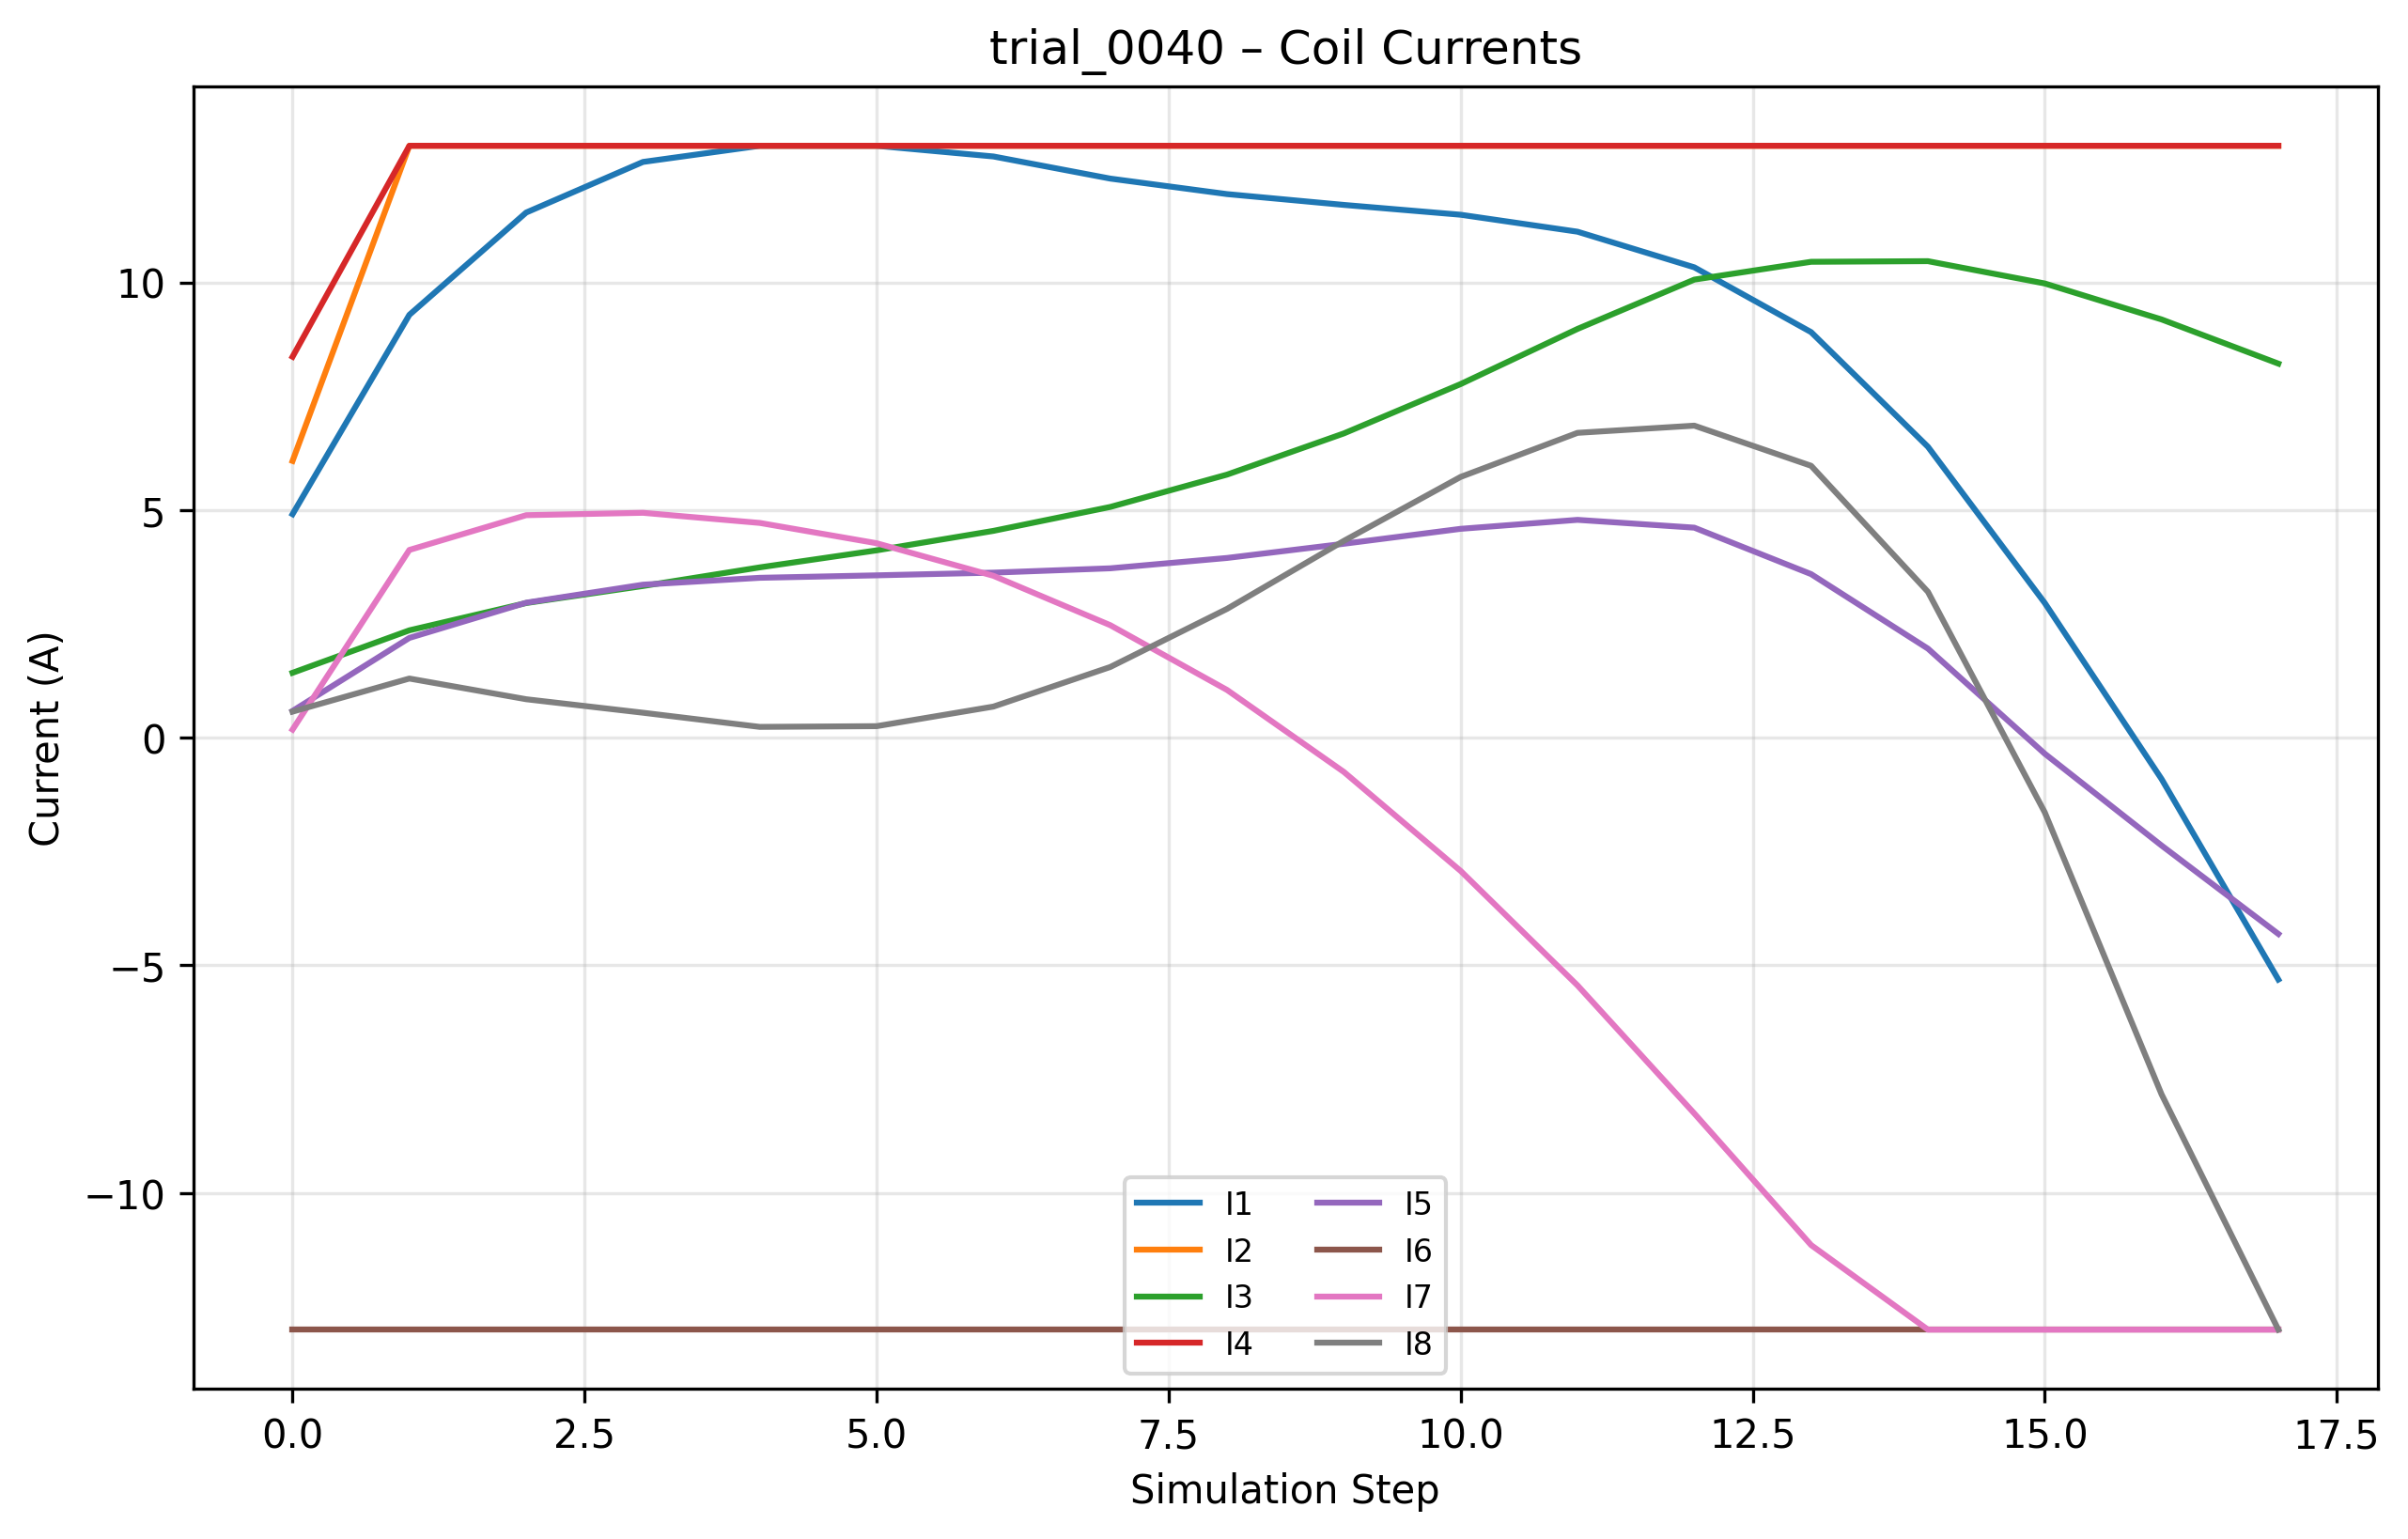 trial_0040 – Coil Currents
Current (A)
10
5
0
−5
−10
I1
I2
I3
I4
I5
I6
I7
I8
0.0 2.5 5.0 7.5 10.0 12.5 15.0 17.5
Simulation Step